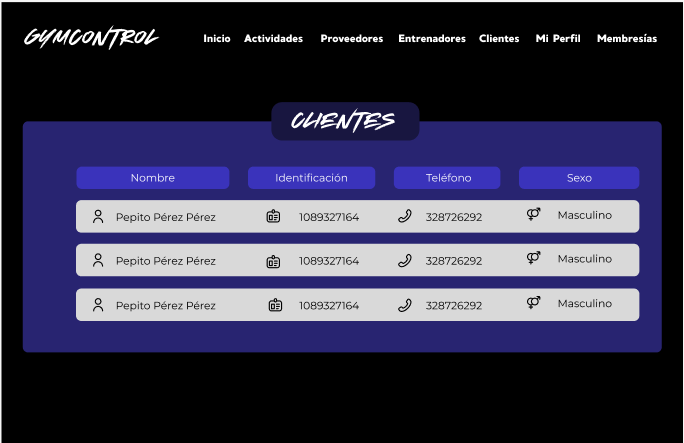 GYMCONTROL Inicio Actividades Proveedores Entrenadores Clientes Mi Perfil Membresías
CLIENTES
Nombre Identificación Teléfono Sexo
Pepito Pérez Pérez 1089327164 328726292 Masculino
Pepito Pérez Pérez 1089327164 328726292 Masculino
Pepito Pérez Pérez 1089327164 328726292 Masculino